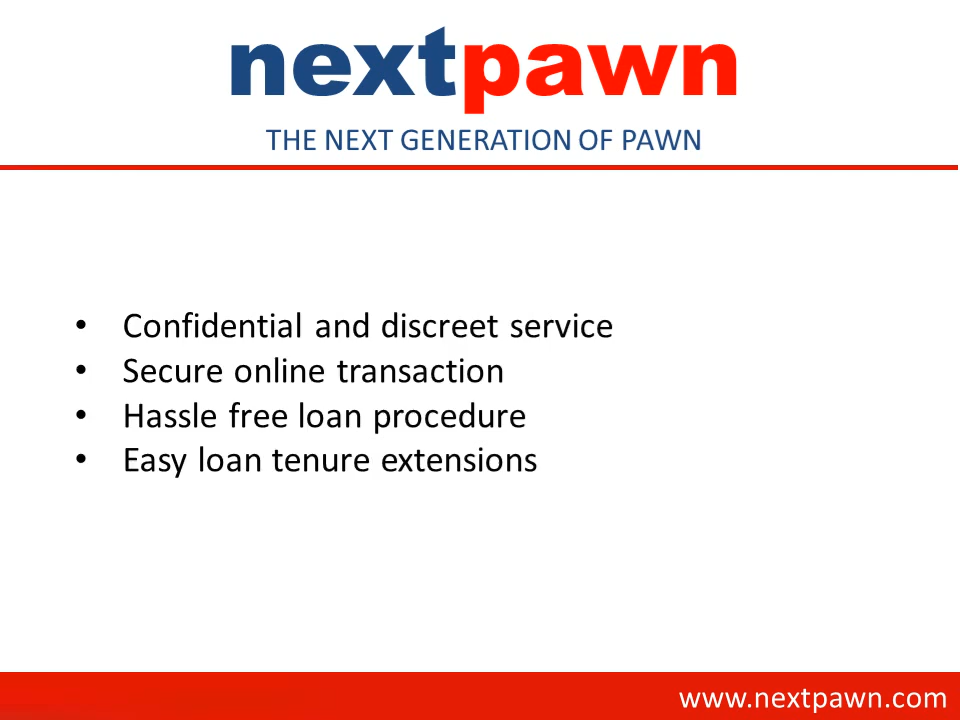 nextpawn
THE NEXT GENERATION OF PAWN
• Confidential and discreet service
• Secure online transaction
• Hassle free loan procedure
• Easy loan tenure extensions
www.nextpawn.com